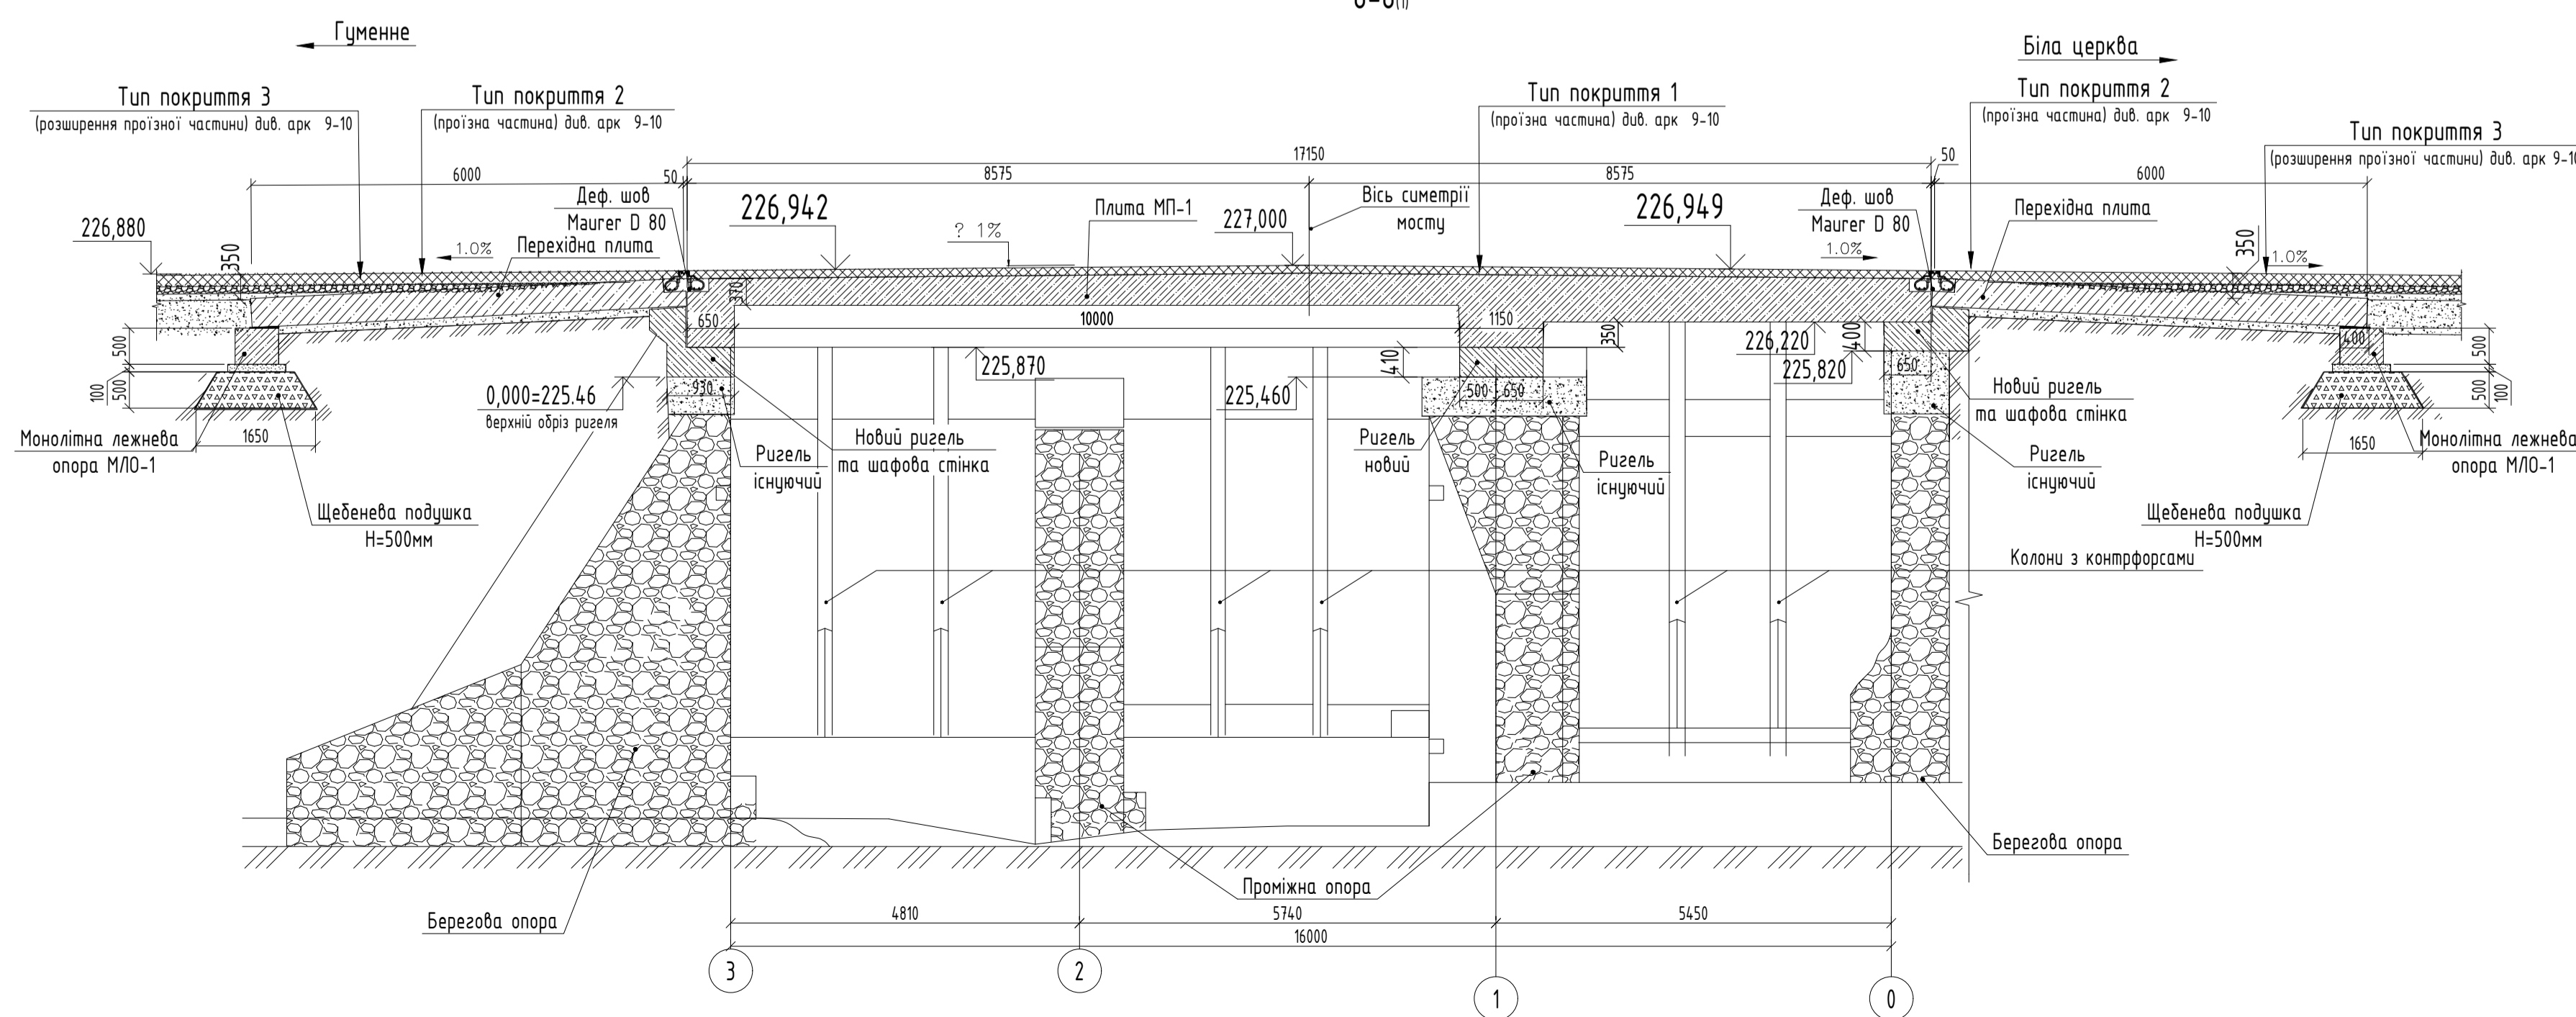 Гуменне
Біла церква
Тип покриття 3
(розширення проїзної частини) див. арк 9-10
Тип покриття 2
(проїзна частина) див. арк 9-10
Тип покриття 1
(проїзна частина) див. арк 9-10
Тип покриття 2
(проїзна частина) див. арк 9-10
Тип покриття 3
(розширення проїзної частини) див. арк 9-10
17150
6000
50
8575
8575
50
6000
226,880
350
1.0%
Деф. шов
Maurer D 80
Перехідна плита
226,942
? 1%
Плита МП-1
227,000
Вісь симетрії
мосту
226,949
Деф. шов
Maurer D 80
1.0%
Перехідна плита
350
1.0%
370
650
10000
1150
350
226,220
400
400
500
100
500
1650
0,000=225.46
верхній обріз ригеля
930
225,870
410
225,460
500
650
225,820
650
500
500
100
1650
Монолітна лежнева
опора МЛО-1
Щебенева подушка
Н=500мм
Ригель
існуючий
Новий ригель
та шафова стінка
Ригель
новий
Ригель
існуючий
Новий ригель
та шафова стінка
Ригель
існуючий
Монолітна лежнева
опора МЛО-1
Щебенева подушка
Н=500мм
Колони з контрфорсами
Берегова опора
Проміжна опора
Берегова опора
4810
5740
5450
16000
3
2
1
0